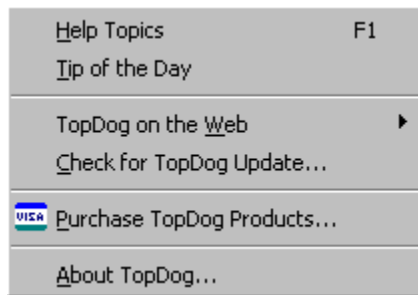 Help Topics F1
Tip of the Day
TopDog on the Web
Check for TopDog Update...
VISA Purchase TopDog Products...
About TopDog...